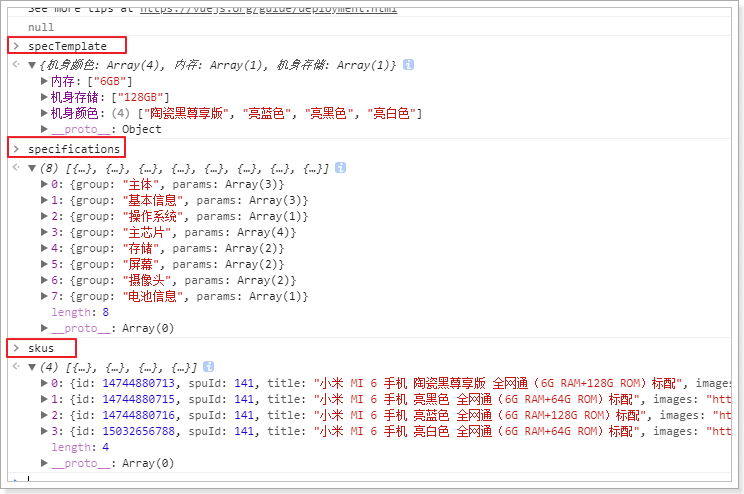 See more tips at https://vuejs.org/guide/deployment.html
null
> specTemplate
<· ▼{机身颜色: Array(4), 内存: Array(1), 机身存储: Array(1)} i
▶内存: ["6GB"]
▶机身存储: ["128GB"]
▶机身颜色: (4) ["陶瓷黑尊享版", "亮蓝色", "亮黑色", "亮白色"]
▶__proto__: Object
> specifications
<· ▼(8) [{…}, {…}, {…}, {…}, {…}, {…}, {…}, {…}] i
▶0: {group: "主体", params: Array(3)}
▶1: {group: "基本信息", params: Array(3)}
▶2: {group: "操作系统", params: Array(1)}
▶3: {group: "主芯片", params: Array(4)}
▶4: {group: "存储", params: Array(2)}
▶5: {group: "屏幕", params: Array(2)}
▶6: {group: "摄像头", params: Array(2)}
▶7: {group: "电池信息", params: Array(1)}
length: 8
▶__proto__: Array(0)
> skus
<· ▼(4) [{…}, {…}, {…}, {…}] i
▶0: {id: 14744880713, spuId: 141, title: "小米 MI 6 手机 陶瓷黑尊享版 全网通（6G RAM+128G ROM）标配", images:
▶1: {id: 14744880715, spuId: 141, title: "小米 MI 6 手机 亮黑色 全网通（6G RAM+64G ROM）标配", images: "htt
▶2: {id: 14744880716, spuId: 141, title: "小米 MI 6 手机 亮蓝色 全网通（6G RAM+128G ROM）标配", images: "ht
▶3: {id: 15032656788, spuId: 141, title: "小米 MI 6 手机 亮白色 全网通（6G RAM+64G ROM）标配", images: "htt
length: 4
▶__proto__: Array(0)
>